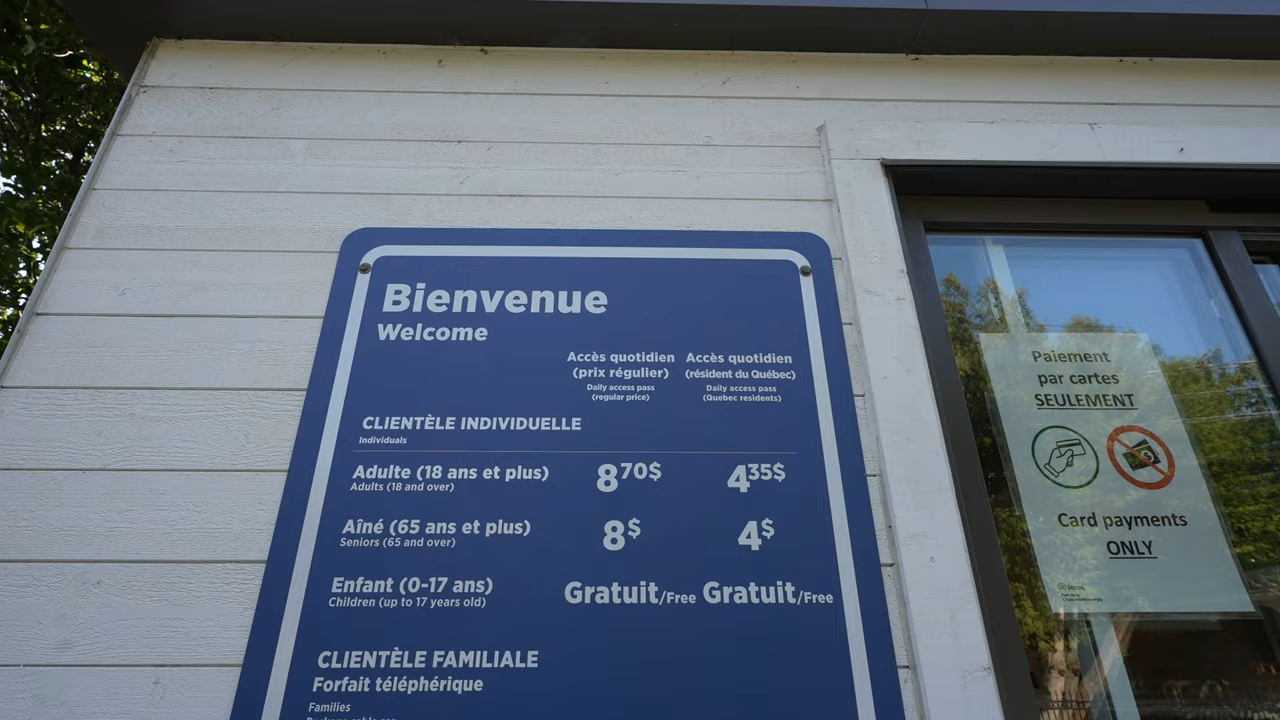 Bienvenue
Welcome
Accès quotidien (prix régulier)
Daily access pass (regular price)
Accès quotidien (résident du Québec)
Daily access pass (Quebec residents)
CLIENTÈLE INDIVIDUELLE
Individuals
Adulte (18 ans et plus) 8 70$ 4 35$
Adults (18 and over)
Aîné (65 ans et plus) 8$ 4$
Seniors (65 and over)
Enfant (0-17 ans) Gratuit/Free Gratuit/Free
Children (up to 17 years old)
CLIENTÈLE FAMILIALE
Forfait téléphérique
Families
Paiement
par cartes
SEULEMENT
Card payments
ONLY